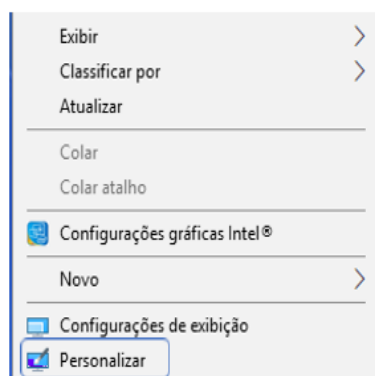 Exibir
Classificar por
Atualizar
Colar
Colar atalho
Configurações gráficas Intel®
Novo
Configurações de exibição
Personalizar